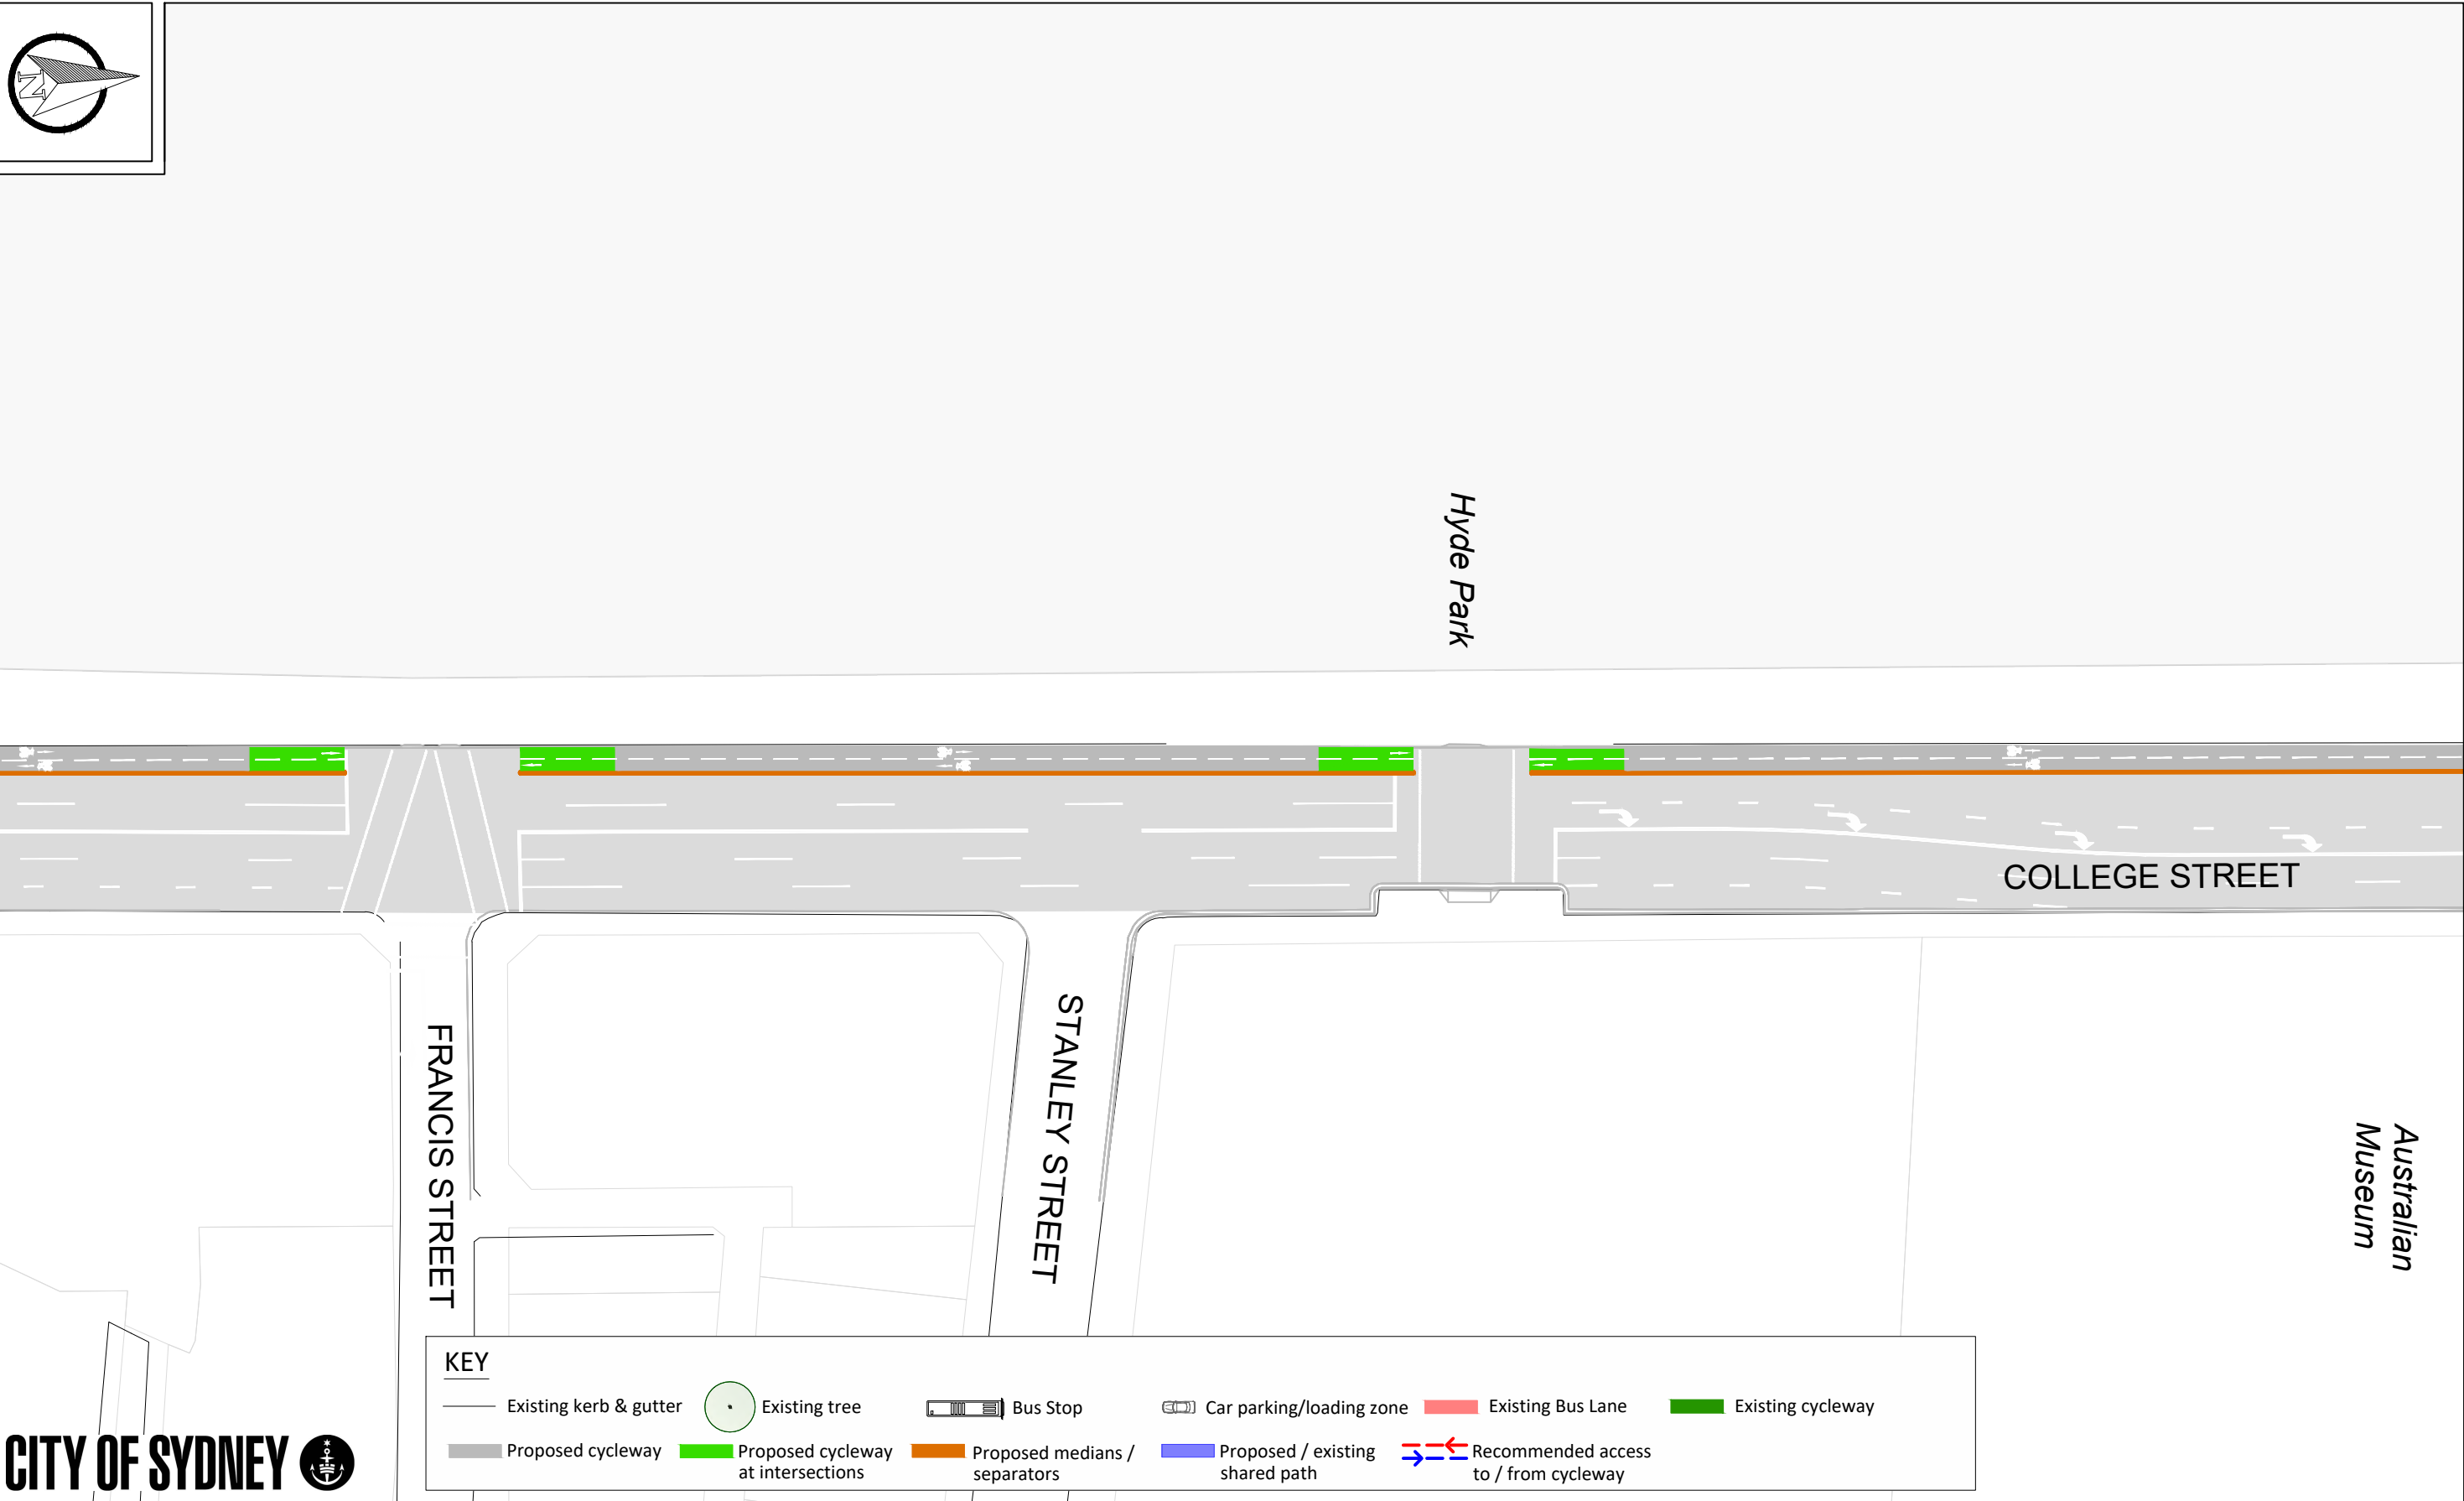 N
Hyde Park
COLLEGE STREET
FRANCIS STREET
STANLEY STREET
Australian
Museum
KEY
Existing kerb & gutter
Existing tree
Bus Stop
Car parking/loading zone
Existing Bus Lane
Existing cycleway
Proposed cycleway
Proposed cycleway
at intersections
Proposed medians /
separators
Proposed / existing
shared path
Recommended access
to / from cycleway
CITY OF SYDNEY